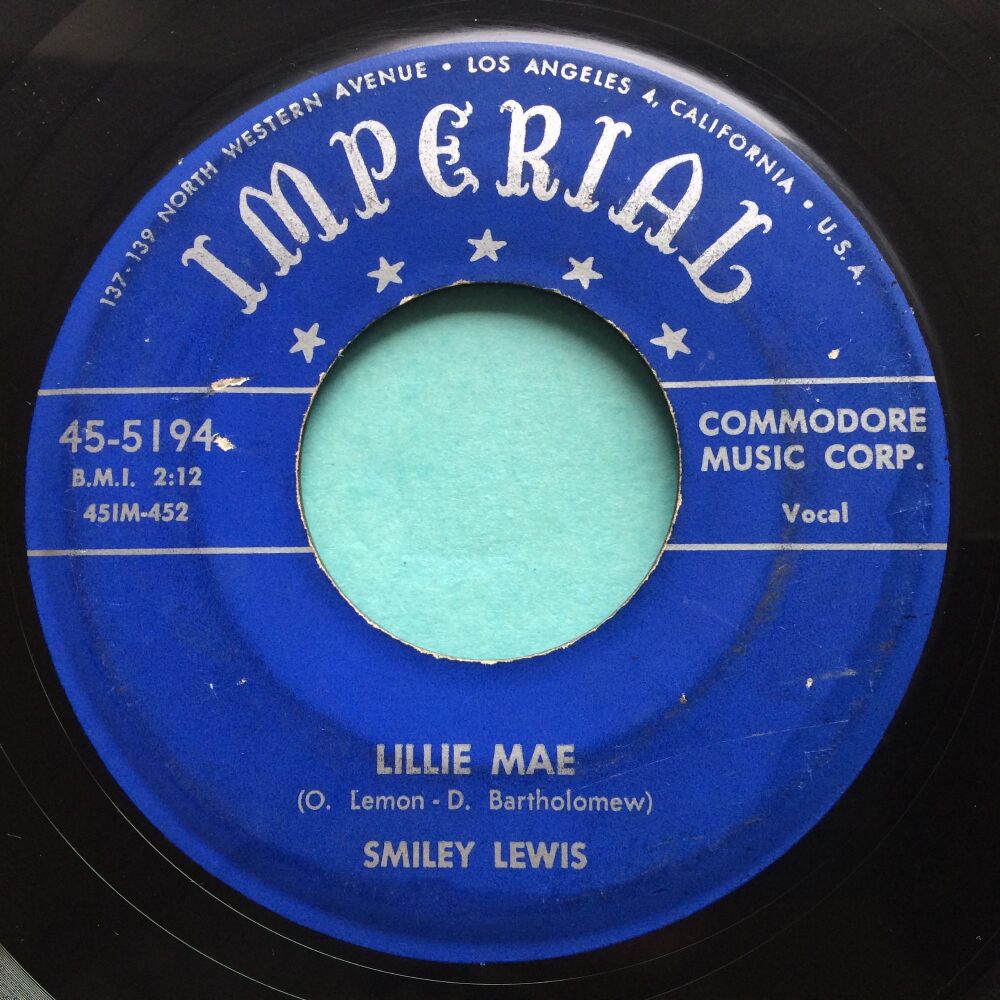 137-139 NORTH WESTERN AVENUE • LOS ANGELES 4, CALIFORNIA • U.S.A.
IMPERIAL
45-5194
B.M.I. 2:12
45IM-452
COMMODORE
MUSIC CORP.
Vocal
LILLIE MAE
(O. Lemon - D. Bartholomew)
SMILEY LEWIS